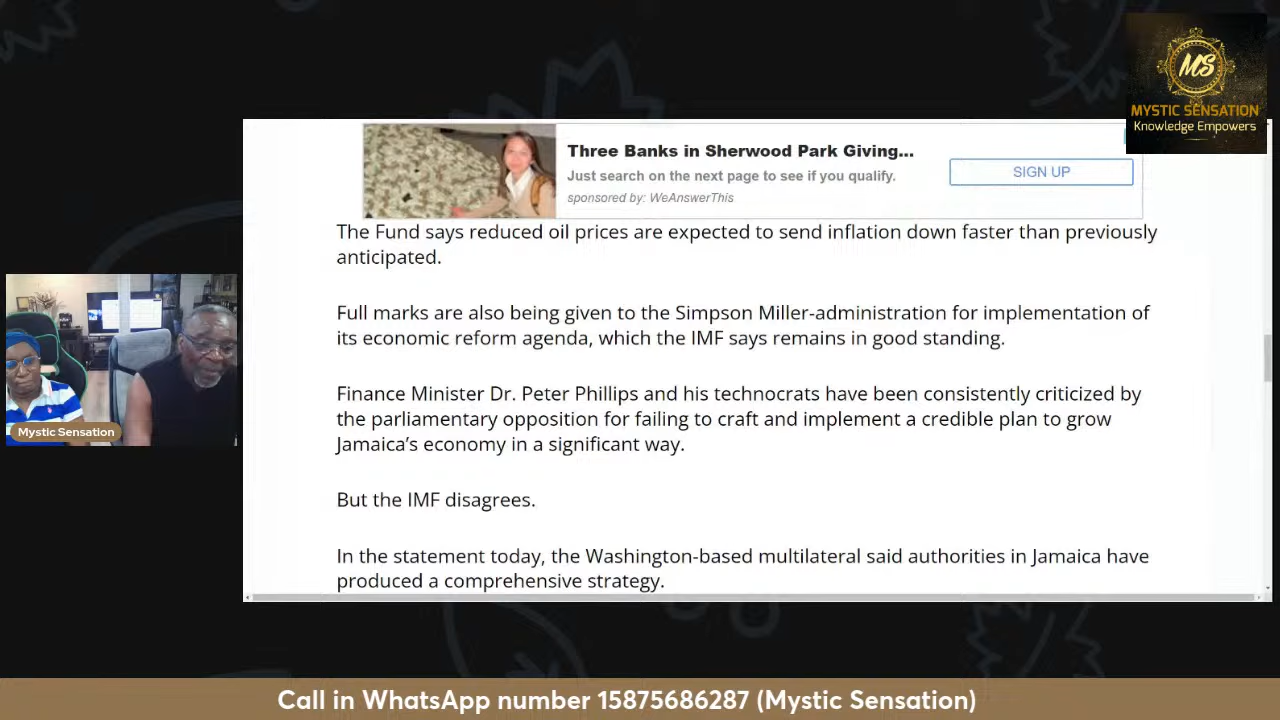 MS
MYSTIC SENSATION
Knowledge Empowers
Three Banks in Sherwood Park Giving...
Just search on the next page to see if you qualify.
sponsored by: WeAnswerThis
SIGN UP
The Fund says reduced oil prices are expected to send inflation down faster than previously
anticipated.
Full marks are also being given to the Simpson Miller-administration for implementation of
its economic reform agenda, which the IMF says remains in good standing.
Finance Minister Dr. Peter Phillips and his technocrats have been consistently criticized by
the parliamentary opposition for failing to craft and implement a credible plan to grow
Jamaica’s economy in a significant way.
But the IMF disagrees.
In the statement today, the Washington-based multilateral said authorities in Jamaica have
produced a comprehensive strategy.
Mystic Sensation
Call in WhatsApp number 15875686287 (Mystic Sensation)